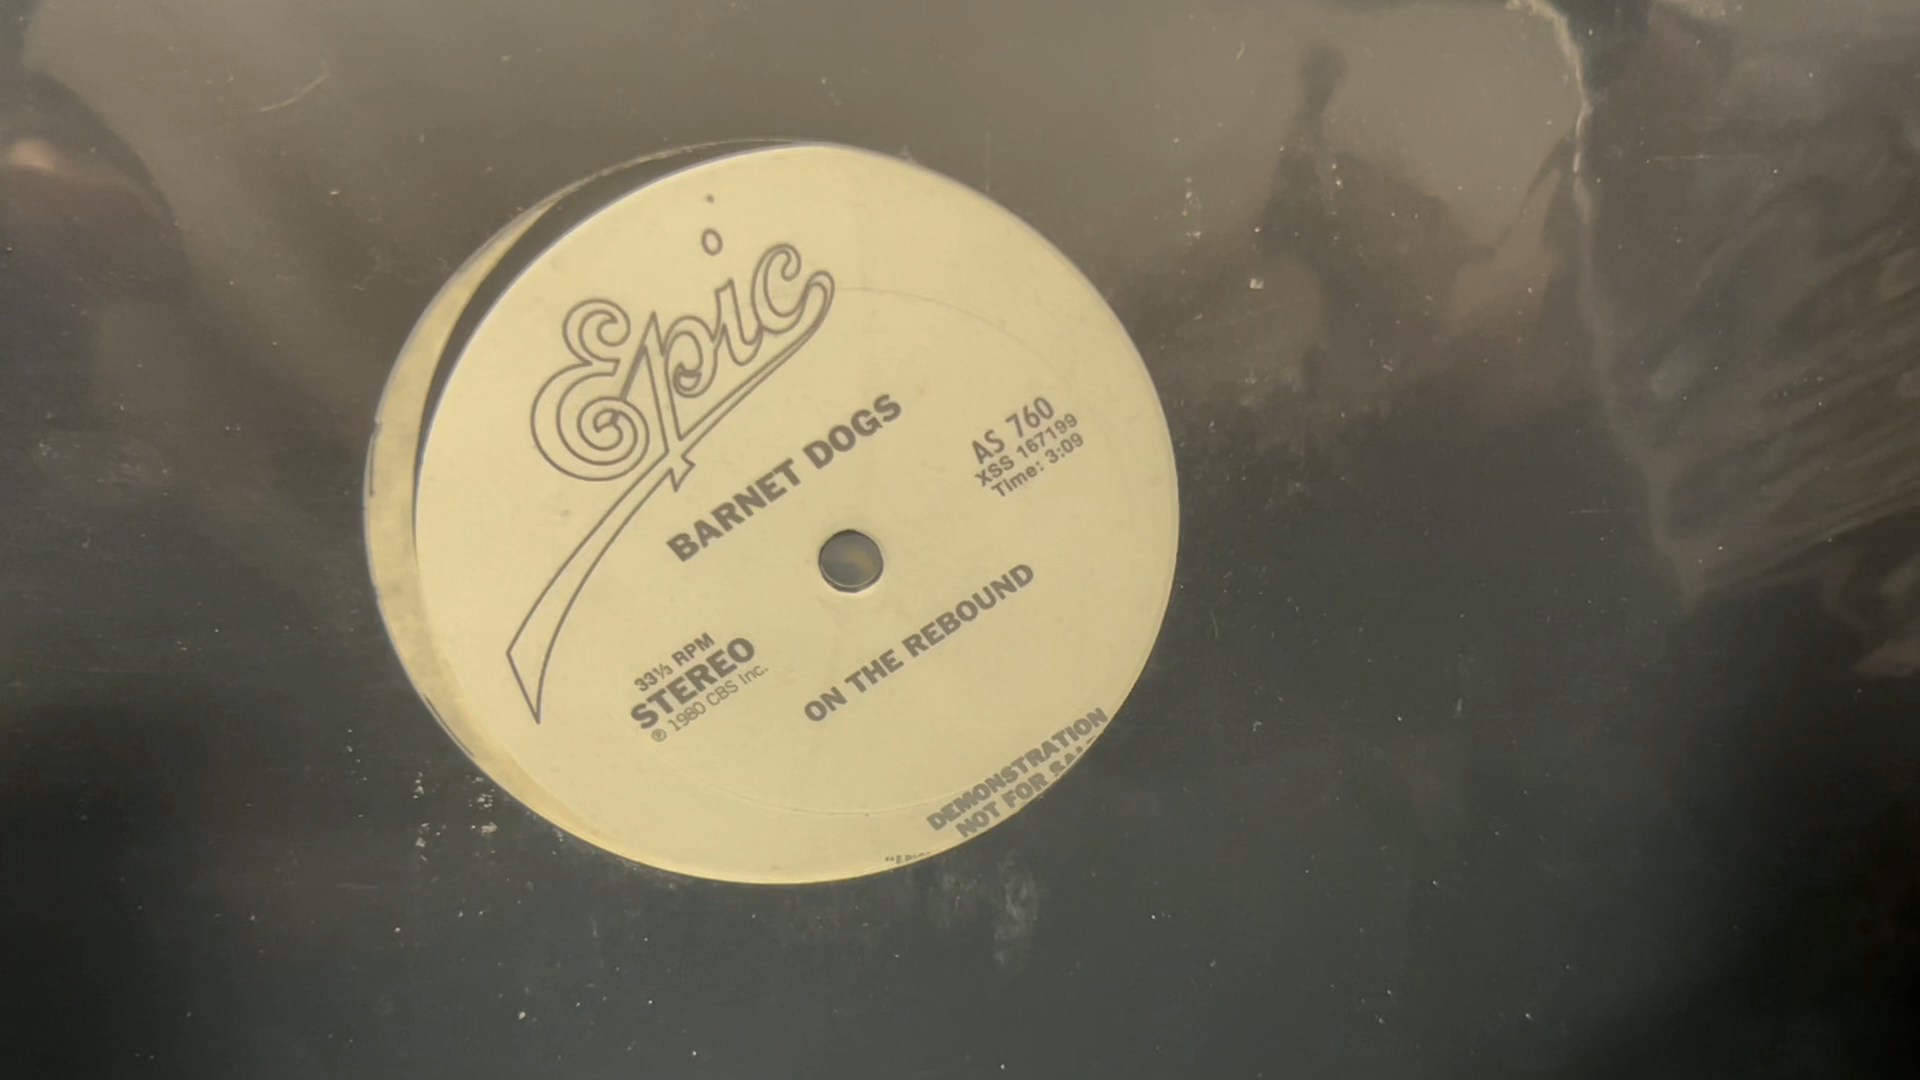 Epic
BARNET DOGS
AS 760
XSS 167199
Time: 3:09
33⅓ RPM
STEREO
℗ 1980 CBS Inc.
ON THE REBOUND
DEMONSTRATION
NOT FOR